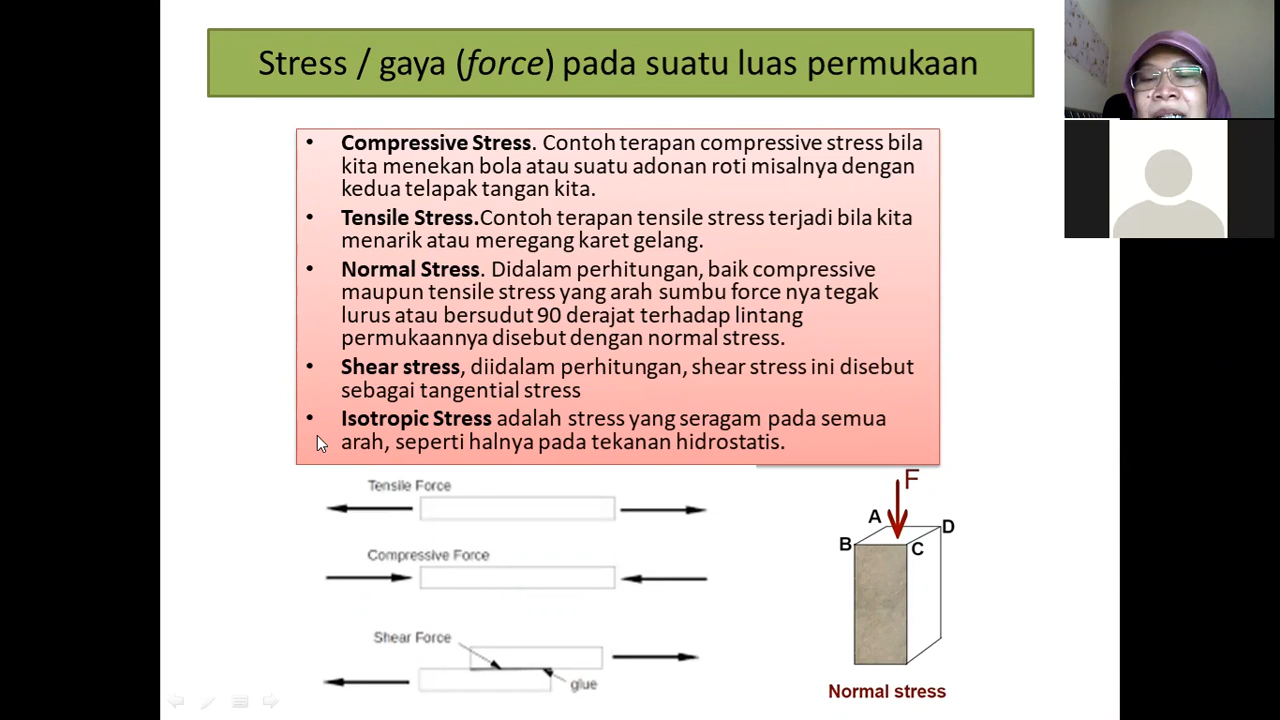 Stress / gaya (force) pada suatu luas permukaan
• Compressive Stress. Contoh terapan compressive stress bila
kita menekan bola atau suatu adonan roti misalnya dengan
kedua telapak tangan kita.
• Tensile Stress.Contoh terapan tensile stress terjadi bila kita
menarik atau meregang karet gelang.
• Normal Stress. Didalam perhitungan, baik compressive
maupun tensile stress yang arah sumbu force nya tegak
lurus atau bersudut 90 derajat terhadap lintang
permukaannya disebut dengan normal stress.
• Shear stress, diidalam perhitungan, shear stress ini disebut
sebagai tangential stress
• Isotropic Stress adalah stress yang seragam pada semua
arah, seperti halnya pada tekanan hidrostatis.
Tensile Force
Compressive Force
Shear Force
glue
F
A
D
B
C
Normal stress